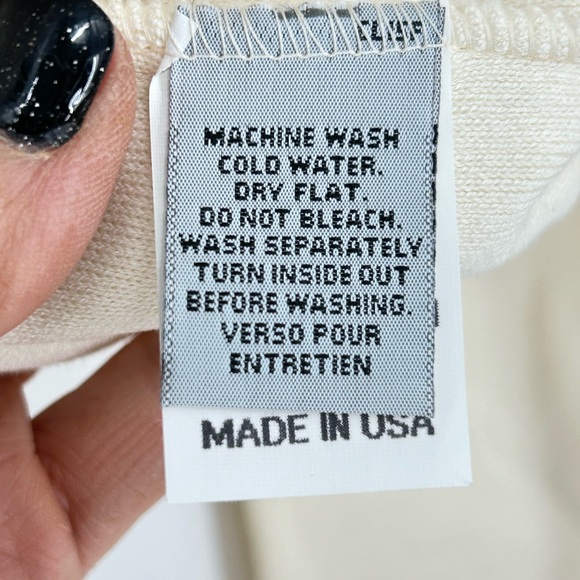 MACHINE WASH
COLD WATER.
DRY FLAT.
DO NOT BLEACH.
WASH SEPARATELY
TURN INSIDE OUT
BEFORE WASHING.
VERSO POUR
ENTRETIEN
MADE IN USA